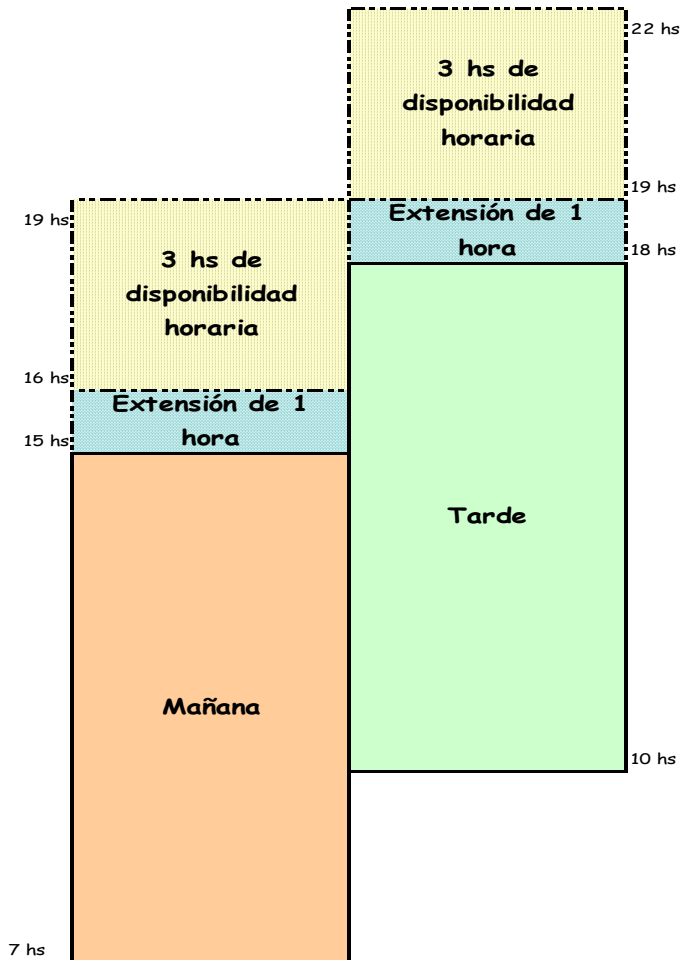 22 hs
3 hs de
disponibilidad
horaria
19 hs
Extensión de 1
hora
18 hs
19 hs
3 hs de
disponibilidad
horaria
16 hs
Extensión de 1
hora
15 hs
Tarde
Mañana
10 hs
7 hs